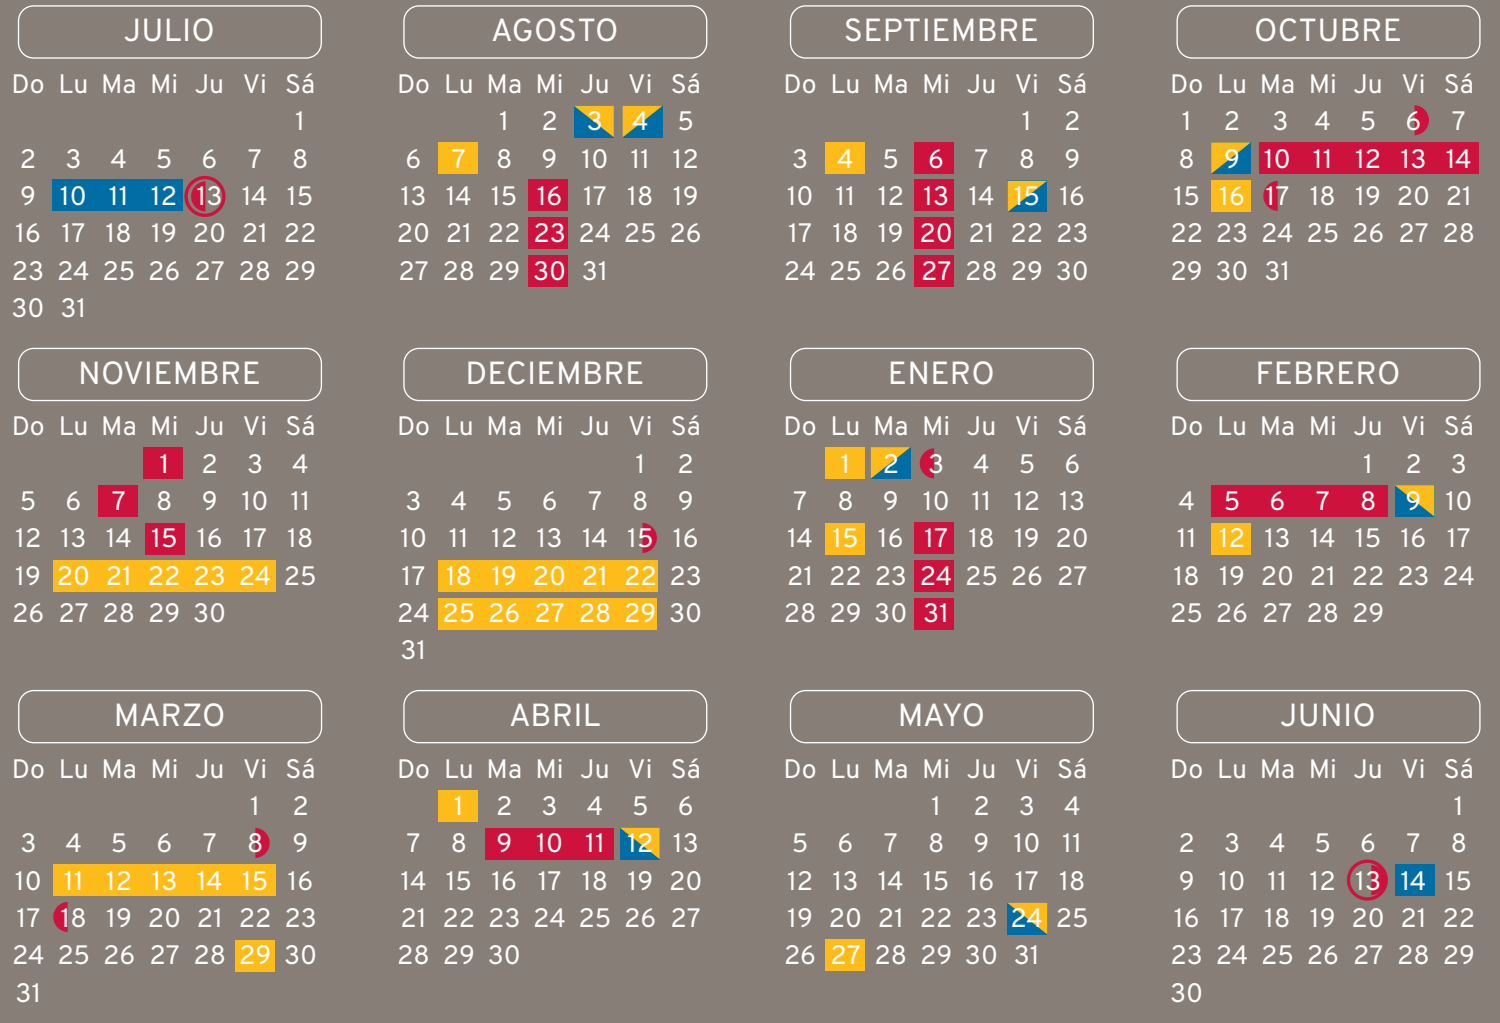 JULIO
Do Lu Ma Mi Ju Vi Sá
1
2 3 4 5 6 7 8
9 10 11 12 13 14 15
16 17 18 19 20 21 22
23 24 25 26 27 28 29
30 31
AGOSTO
Do Lu Ma Mi Ju Vi Sá
1 2 3 4 5
6 7 8 9 10 11 12
13 14 15 16 17 18 19
20 21 22 23 24 25 26
27 28 29 30 31
SEPTIEMBRE
Do Lu Ma Mi Ju Vi Sá
1 2
3 4 5 6 7 8 9
10 11 12 13 14 15 16
17 18 19 20 21 22 23
24 25 26 27 28 29 30
OCTUBRE
Do Lu Ma Mi Ju Vi Sá
1 2 3 4 5 6 7
8 9 10 11 12 13 14
15 16 17 18 19 20 21
22 23 24 25 26 27 28
29 30 31
NOVIEMBRE
Do Lu Ma Mi Ju Vi Sá
1 2 3 4
5 6 7 8 9 10 11
12 13 14 15 16 17 18
19 20 21 22 23 24 25
26 27 28 29 30
DECIEMBRE
Do Lu Ma Mi Ju Vi Sá
1 2
3 4 5 6 7 8 9
10 11 12 13 14 15 16
17 18 19 20 21 22 23
24 25 26 27 28 29 30
31
ENERO
Do Lu Ma Mi Ju Vi Sá
1 2 3 4 5 6
7 8 9 10 11 12 13
14 15 16 17 18 19 20
21 22 23 24 25 26 27
28 29 30 31
FEBRERO
Do Lu Ma Mi Ju Vi Sá
1 2 3
4 5 6 7 8 9 10
11 12 13 14 15 16 17
18 19 20 21 22 23 24
25 26 27 28 29
MARZO
Do Lu Ma Mi Ju Vi Sá
1 2
3 4 5 6 7 8 9
10 11 12 13 14 15 16
17 18 19 20 21 22 23
24 25 26 27 28 29 30
31
ABRIL
Do Lu Ma Mi Ju Vi Sá
1 2 3 4 5 6
7 8 9 10 11 12 13
14 15 16 17 18 19 20
21 22 23 24 25 26 27
28 29 30
MAYO
Do Lu Ma Mi Ju Vi Sá
1 2 3 4
5 6 7 8 9 10 11
12 13 14 15 16 17 18
19 20 21 22 23 24 25
26 27 28 29 30 31
JUNIO
Do Lu Ma Mi Ju Vi Sá
1
2 3 4 5 6 7 8
9 10 11 12 13 14 15
16 17 18 19 20 21 22
23 24 25 26 27 28 29
30